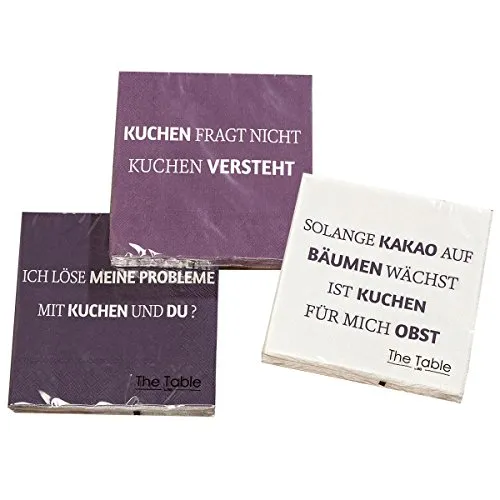 KUCHEN FRAGT NICHT
KUCHEN VERSTEHT
ICH LÖSE MEINE PROBLEME
MIT KUCHEN UND DU?
The Table
SOLANGE KAKAO AUF
BÄUMEN WÄCHST
IST KUCHEN
FÜR MICH OBST
The Table